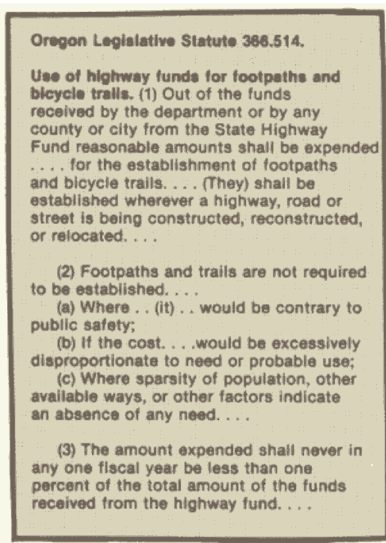 Oregon Legislative Statute 366.514.
Use of highway funds for footpaths and
bicycle trails. (1) Out of the funds
received by the department or by any
county or city from the State Highway
Fund reasonable amounts shall be expended
. . . . for the establishment of footpaths
and bicycle trails. . . . (They) shall be
established wherever a highway, road or
street is being constructed, reconstructed,
or relocated. . . .
(2) Footpaths and trails are not required
to be established. . . .
(a) Where . . (it) . . would be contrary to
public safety;
(b) If the cost. . . .would be excessively
disproportionate to need or probable use;
(c) Where sparsity of population, other
available ways, or other factors indicate
an absence of any need. . . .
(3) The amount expended shall never in
any one fiscal year be less than one
percent of the total amount of the funds
received from the highway fund. . . .